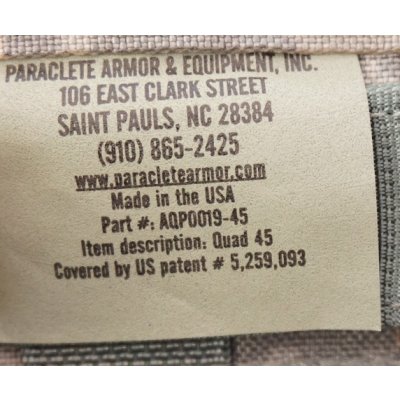 PARACLETE ARMOR & EQUIPMENT, INC.
106 EAST CLARK STREET
SAINT PAULS, NC 28384
(910) 865-2425
www.paracletearmor.com
Made in the USA
Part #: AQP0019-45
Item description: Quad 45
Covered by US patent # 5,259,093